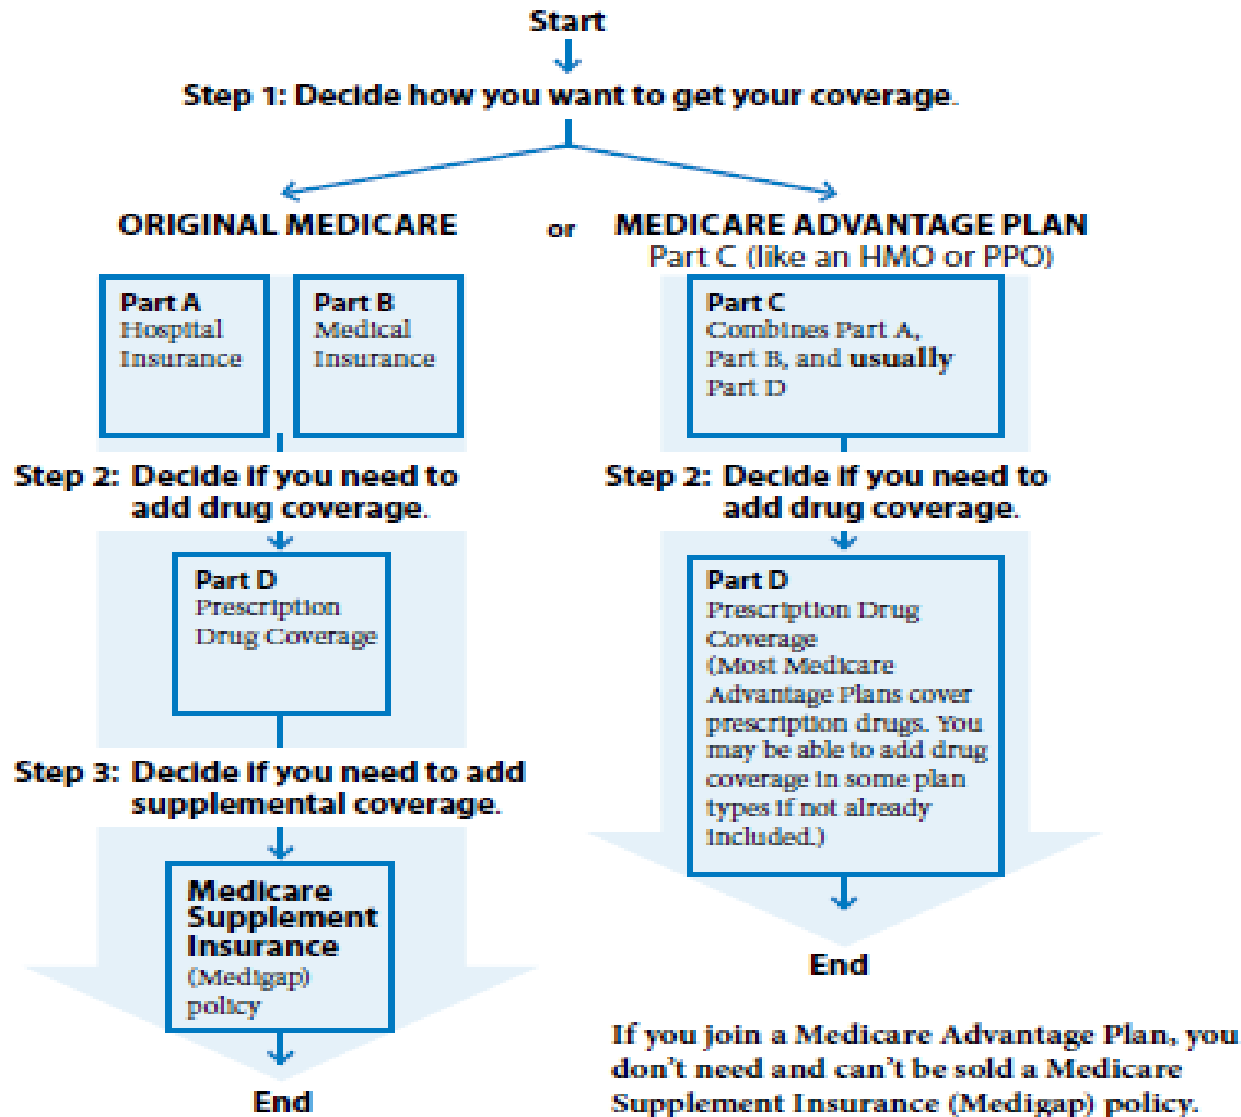 Start
Step 1: Decide how you want to get your coverage.
ORIGINAL MEDICARE
or
MEDICARE ADVANTAGE PLAN
Part C (like an HMO or PPO)
Part A
Hospital
Insurance
Part B
Medical
Insurance
Part C
Combines Part A,
Part B, and usually
Part D
Step 2: Decide if you need to
add drug coverage.
Part D
Prescription
Drug Coverage
Step 3: Decide if you need to add
supplemental coverage.
Medicare
Supplement
Insurance
(Medigap)
policy
End
Step 2: Decide if you need to
add drug coverage.
Part D
Prescription Drug
Coverage
(Most Medicare
Advantage Plans cover
prescription drugs. You
may be able to add drug
coverage in some plan
types if not already
included.)
End
If you join a Medicare Advantage Plan, you
don't need and can't be sold a Medicare
Supplement Insurance (Medigap) policy.